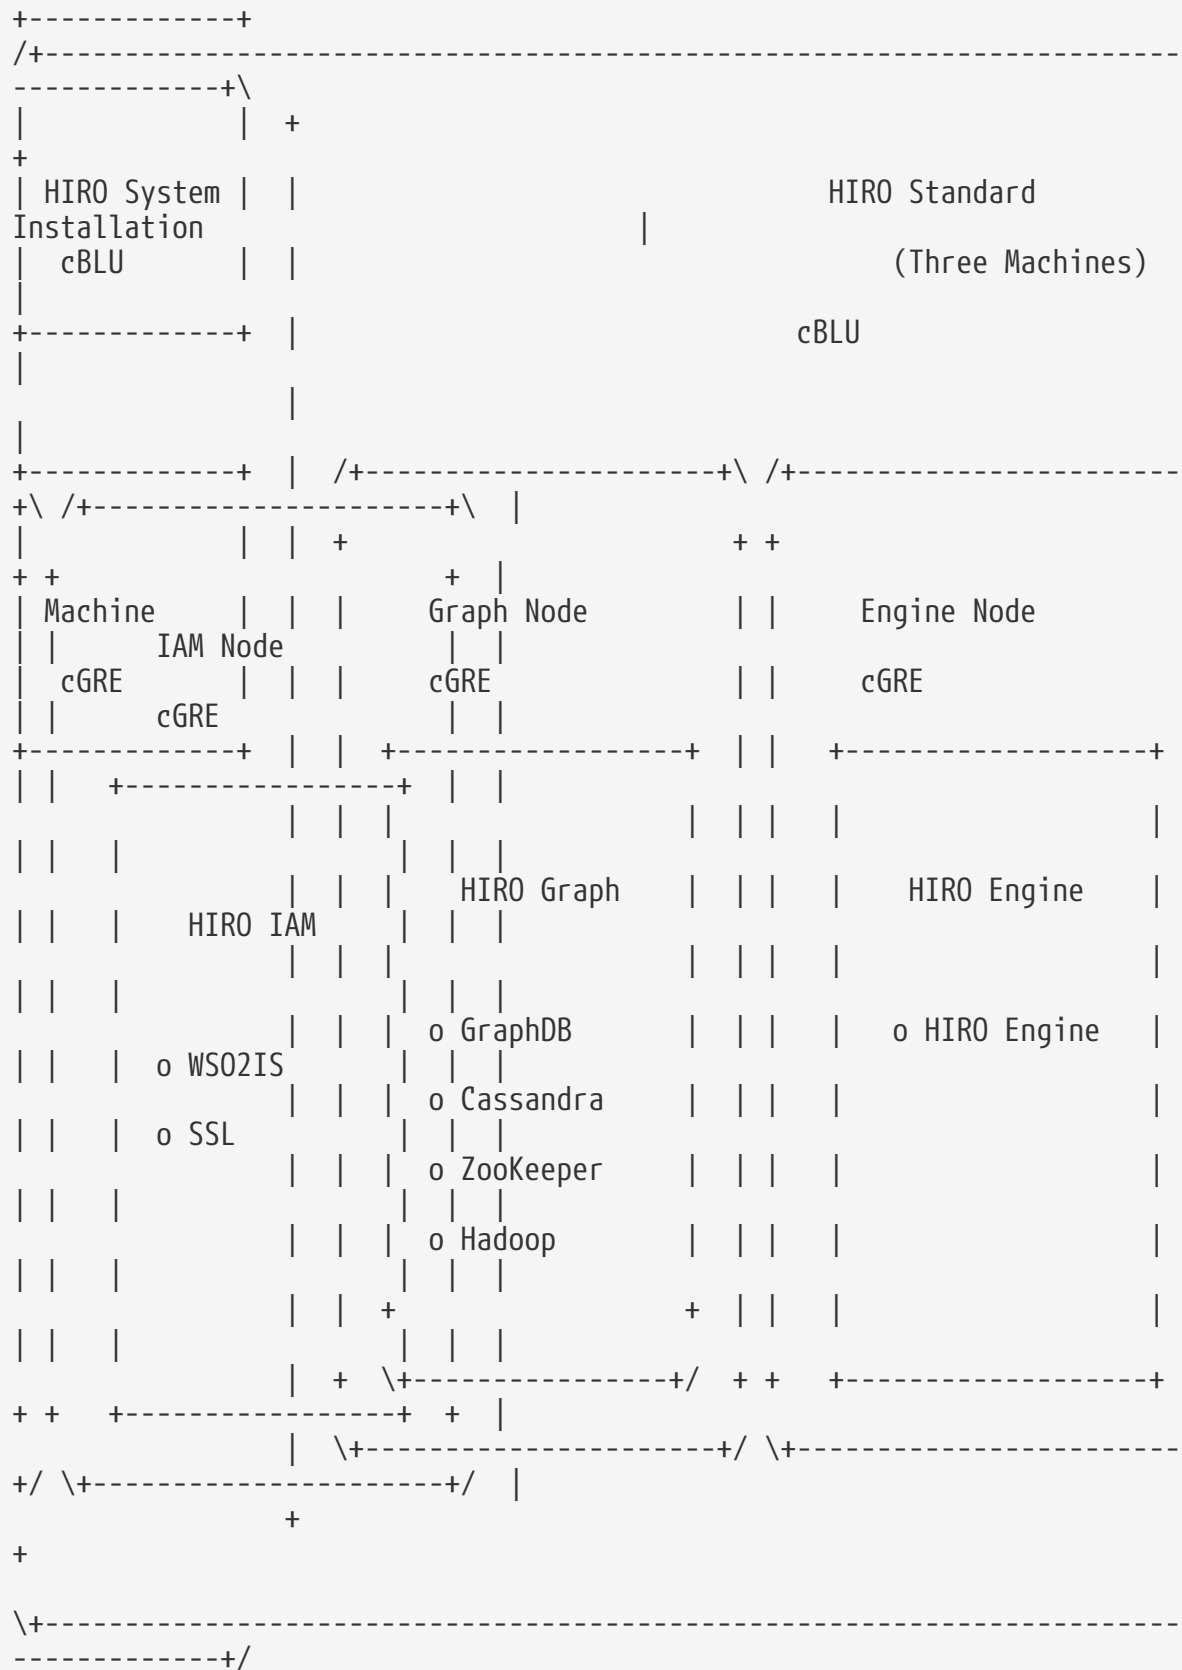 +-------------+
/+-----------------------------------------------------------------------
-------------+\
|             |  +
+
| HIRO System |  |                                 HIRO Standard
Installation                           |
|  cBLU       |  |                                     (Three Machines)
|
+-------------+  |                               cBLU
|
                 |
|
+-------------+  |  /+----------------------+\ /+------------------------
+\ /+----------------------+\  |
|             |  |  +                        + +
+ +                        +  |
| Machine     |  |  |     Graph Node         | |     Engine Node
| |      IAM Node          |  |
|  cGRE       |  |  |     cGRE               | |     cGRE
| |      cGRE              |  |
+-------------+  |  |  +------------------+  | |   +-------------------+
| |   +-----------------+  |  |
                 |  |  |                  |  | |   |                   |
| |   |                 |  |  |
                 |  |  |    HIRO Graph    |  | |   |    HIRO Engine    |
| |   |    HIRO IAM     |  |  |
                 |  |  |                  |  | |   |                   |
| |   |                 |  |  |
                 |  |  |  o GraphDB       |  | |   |   o HIRO Engine   |
| |   |  o WSO2IS       |  |  |
                 |  |  |  o Cassandra     |  | |   |                   |
| |   |  o SSL          |  |  |
                 |  |  |  o ZooKeeper     |  | |   |                   |
| |   |                 |  |  |
                 |  |  |  o Hadoop        |  | |   |                   |
| |   |                 |  |  |
                 |  |  +                  +  | |   |                   |
| |   |                 |  |  |
                 |  +  \+----------------+/  + +   +-------------------+
+ +   +-----------------+  +  |
                 |  \+----------------------+/ \+------------------------
+/ \+----------------------+/  |
                 +
+
\+-----------------------------------------------------------------------
-------------+/